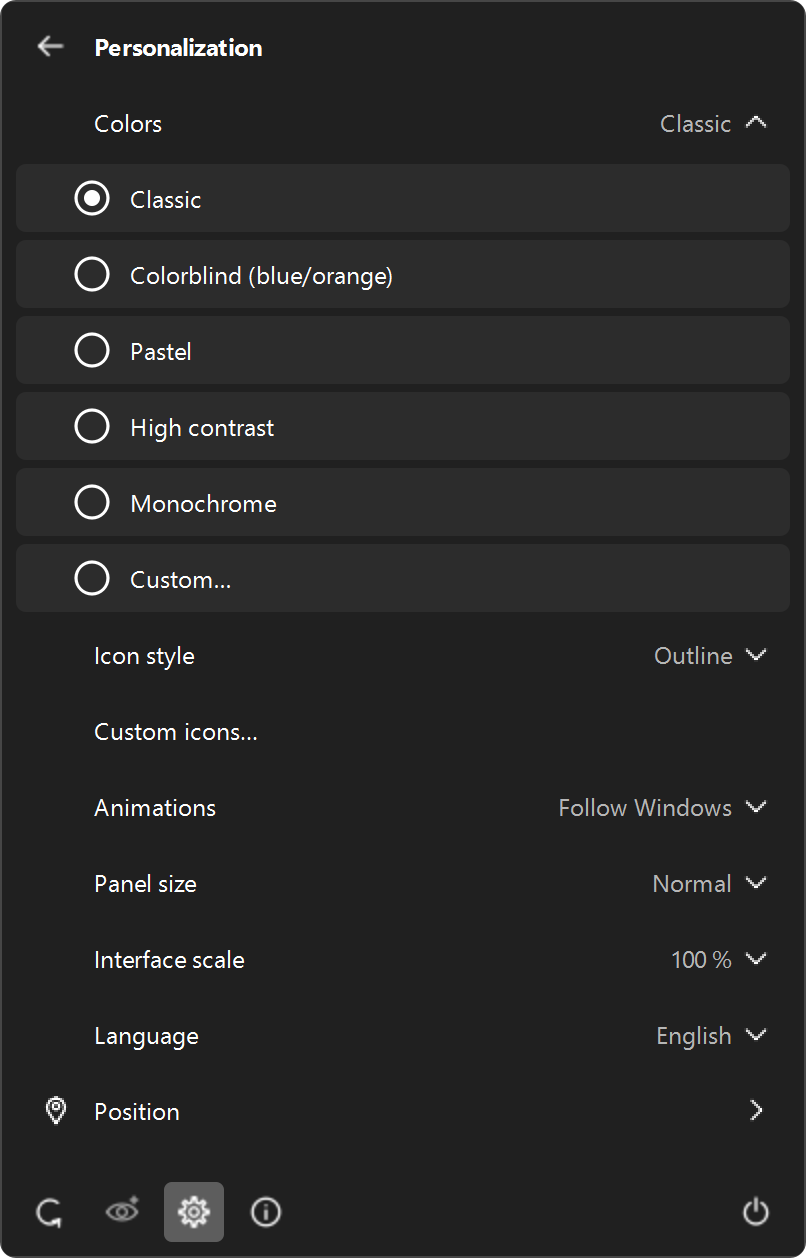 Personalization
Colors Classic
Classic
Colorblind (blue/orange)
Pastel
High contrast
Monochrome
Custom...
Icon style Outline
Custom icons...
Animations Follow Windows
Panel size Normal
Interface scale 100 %
Language English
Position